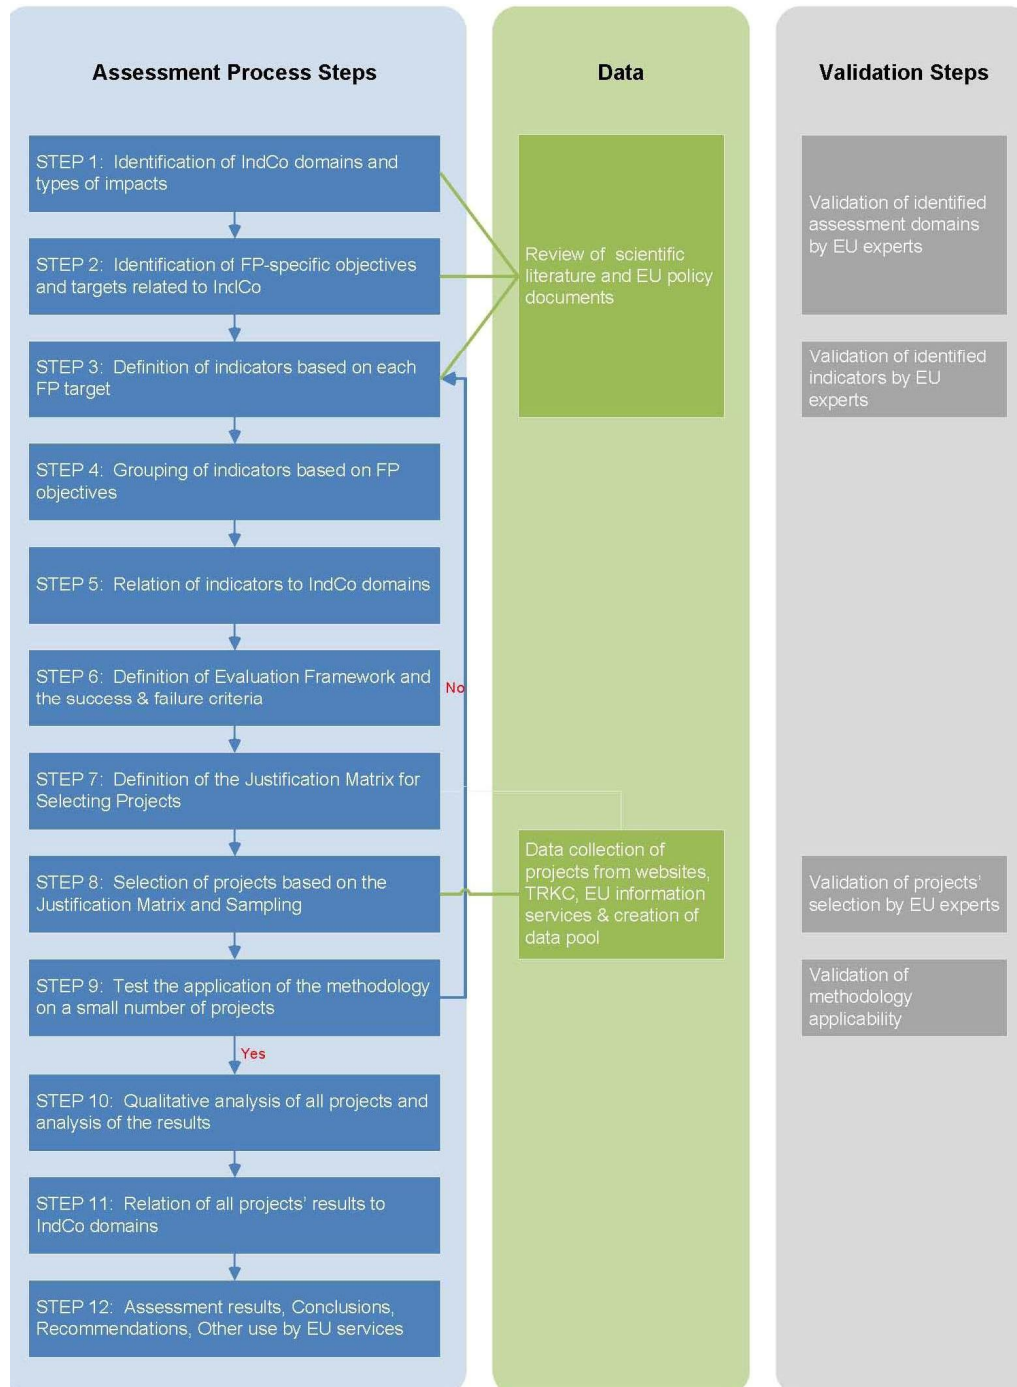 Assessment Process Steps
STEP 1: Identification of IndCo domains and
types of impacts
STEP 2: Identification of FP-specific objectives
and targets related to IndCo
STEP 3: Definition of indicators based on each
FP target
STEP 4: Grouping of indicators based on FP
objectives
STEP 5: Relation of indicators to IndCo domains
STEP 6: Definition of Evaluation Framework and
the success & failure criteria
No
STEP 7: Definition of the Justification Matrix for
Selecting Projects
STEP 8: Selection of projects based on the
Justification Matrix and Sampling
STEP 9: Test the application of the methodology
on a small number of projects
Yes
STEP 10: Qualitative analysis of all projects and
analysis of the results
STEP 11: Relation of all projects' results to
IndCo domains
STEP 12: Assessment results, Conclusions,
Recommendations, Other use by EU services
Data
Review of scientific
literature and EU policy
documents
Data collection of
projects from websites,
TRKC, EU information
services & creation of
data pool
Validation Steps
Validation of identified
assessment domains
by EU experts
Validation of identified
indicators by EU
experts
Validation of projects'
selection by EU experts
Validation of
methodology
applicability